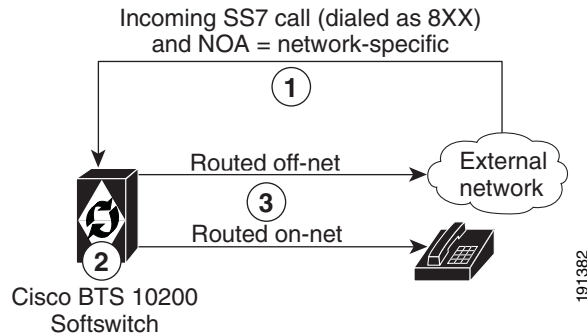 Incoming SS7 call (dialed as 8XX)
and NOA = network-specific
1
Routed off-net
External
network
3
Routed on-net
2
Cisco BTS 10200
Softswitch
191382